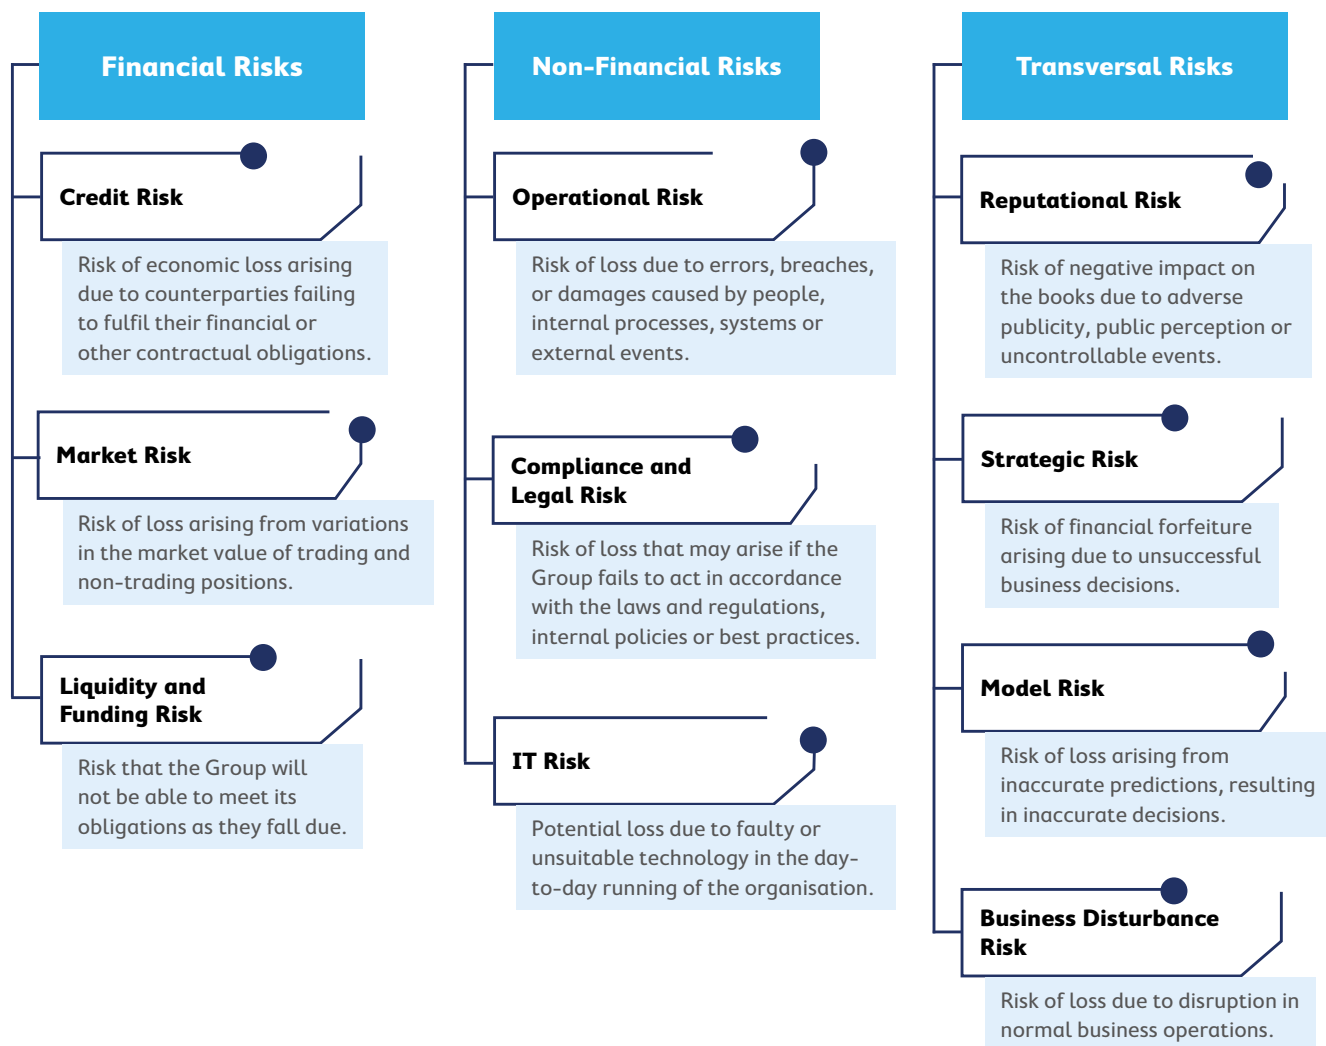 Financial Risks
Credit Risk
Risk of economic loss arising
due to counterparties failing
to fulfil their financial or
other contractual obligations.
Market Risk
Risk of loss arising from variations
in the market value of trading and
non-trading positions.
Liquidity and
Funding Risk
Risk that the Group will
not be able to meet its
obligations as they fall due.
Non-Financial Risks
Operational Risk
Risk of loss due to errors, breaches,
or damages caused by people,
internal processes, systems or
external events.
Compliance and
Legal Risk
Risk of loss that may arise if the
Group fails to act in accordance
with the laws and regulations,
internal policies or best practices.
IT Risk
Potential loss due to faulty or
unsuitable technology in the day-
to-day running of the organisation.
Transversal Risks
Reputational Risk
Risk of negative impact on
the books due to adverse
publicity, public perception or
uncontrollable events.
Strategic Risk
Risk of financial forfeiture
arising due to unsuccessful
business decisions.
Model Risk
Risk of loss arising from
inaccurate predictions, resulting
in inaccurate decisions.
Business Disturbance
Risk
Risk of loss due to disruption in
normal business operations.